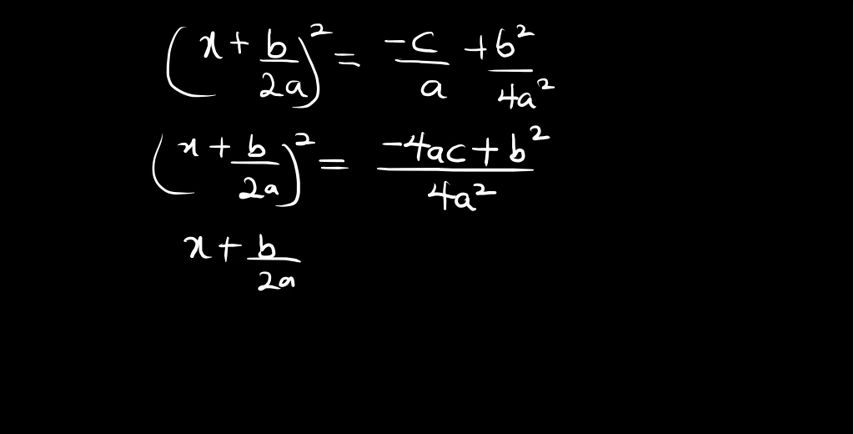 (x + b/2a)² = -c/a + b²/4a²
(x + b/2a)² = -4ac + b²/4a²
x + b/2a